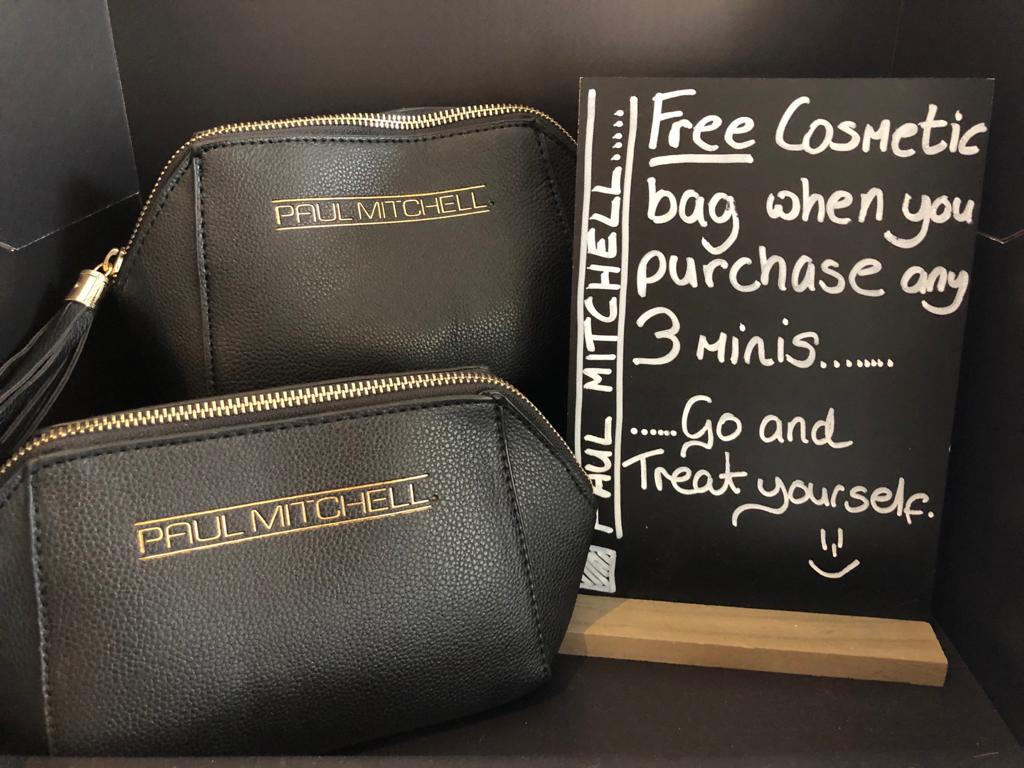 PAUL MITCHELL
PAUL MITCHELL
PAUL MITCHELL.....
Free Cosmetic
bag when you
purchase any
3 Minis........
......Go and
Treat yourself.